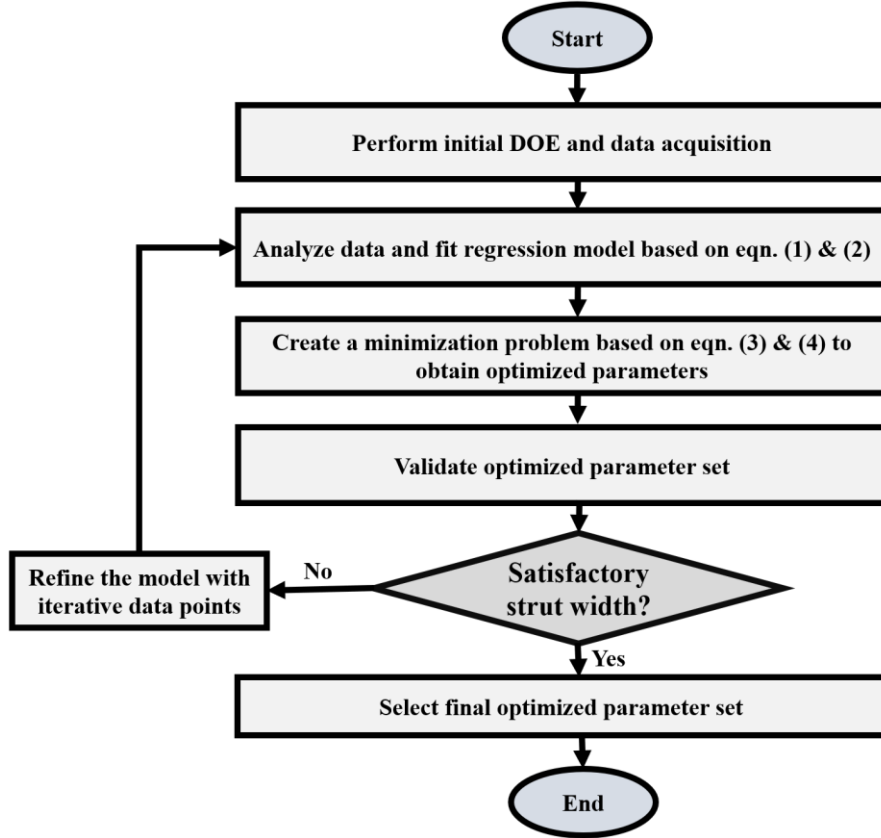 Start
Perform initial DOE and data acquisition
Analyze data and fit regression model based on eqn. (1) & (2)
Create a minimization problem based on eqn. (3) & (4) to
obtain optimized parameters
Validate optimized parameter set
Satisfactory
strut width?
No
Refine the model with
iterative data points
Yes
Select final optimized parameter set
End